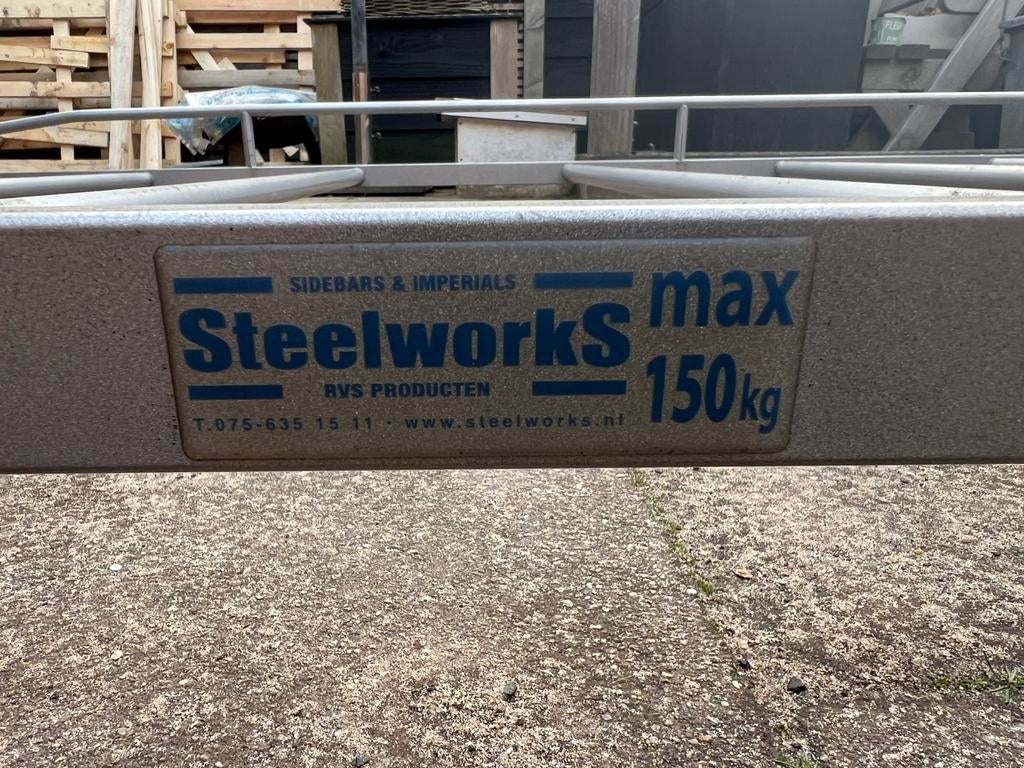 SIDEBARS & IMPERIALS
SteelworkS
RVS PRODUCTEN
T.075-635 15 11 · www.steelworks.nl
max
150kg